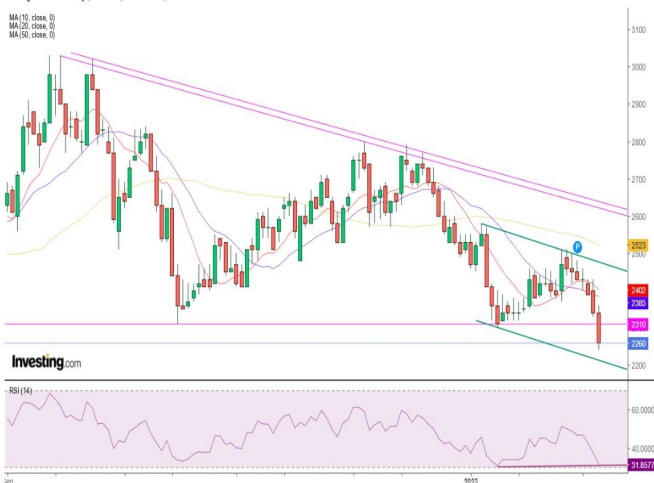 MA (10, close, 0)
MA (20, close, 0)
MA (50, close, 0)
3100
3000
2900
2800
2700
2600
2523
2500
P
2402
2385
2310
2260
2200
Investing.com
RSI (14)
60.0000
40.0000
31.8577
2023